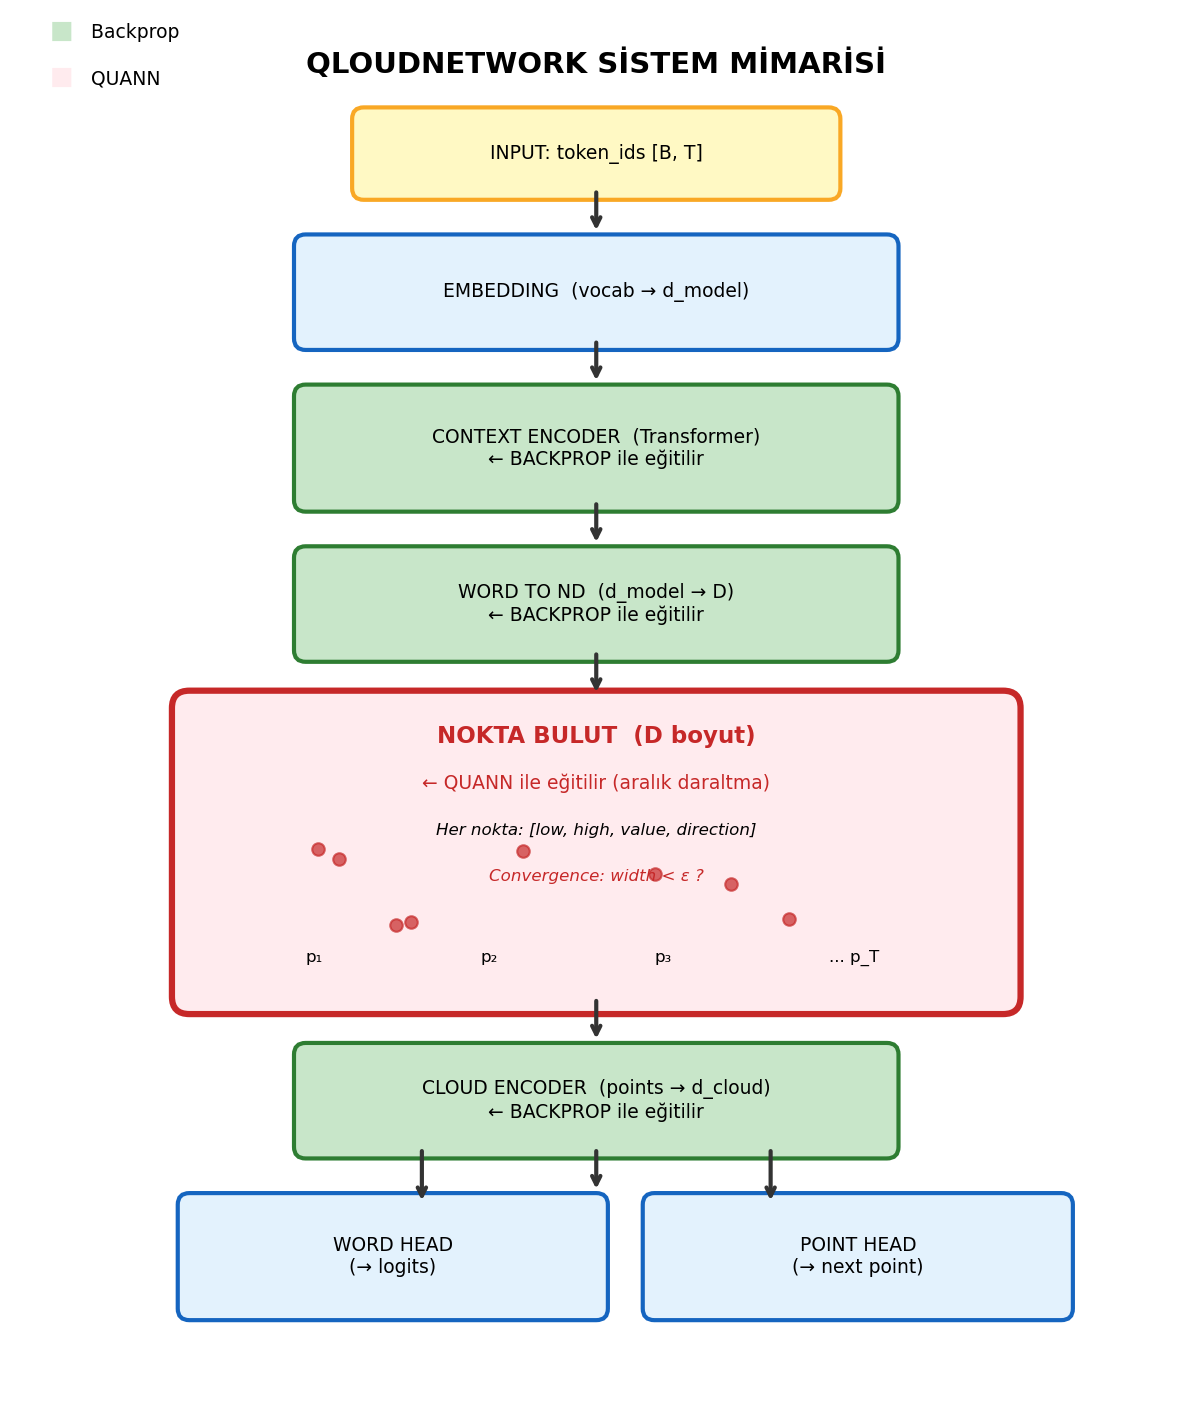 Backprop
QUANN
QLOUDNETWORK SİSTEM MİMARİSİ
INPUT: token_ids [B, T]
EMBEDDING (vocab → d_model)
CONTEXT ENCODER (Transformer)
← BACKPROP ile eğitilir
WORD TO ND (d_model → D)
← BACKPROP ile eğitilir
NOKTA BULUT (D boyut)
← QUANN ile eğitilir (aralık daraltma)
Her nokta: [low, high, value, direction]
Convergence: width < ε ?
p₁ p₂ p₃ ... p_T
CLOUD ENCODER (points → d_cloud)
← BACKPROP ile eğitilir
WORD HEAD
(→ logits)
POINT HEAD
(→ next point)